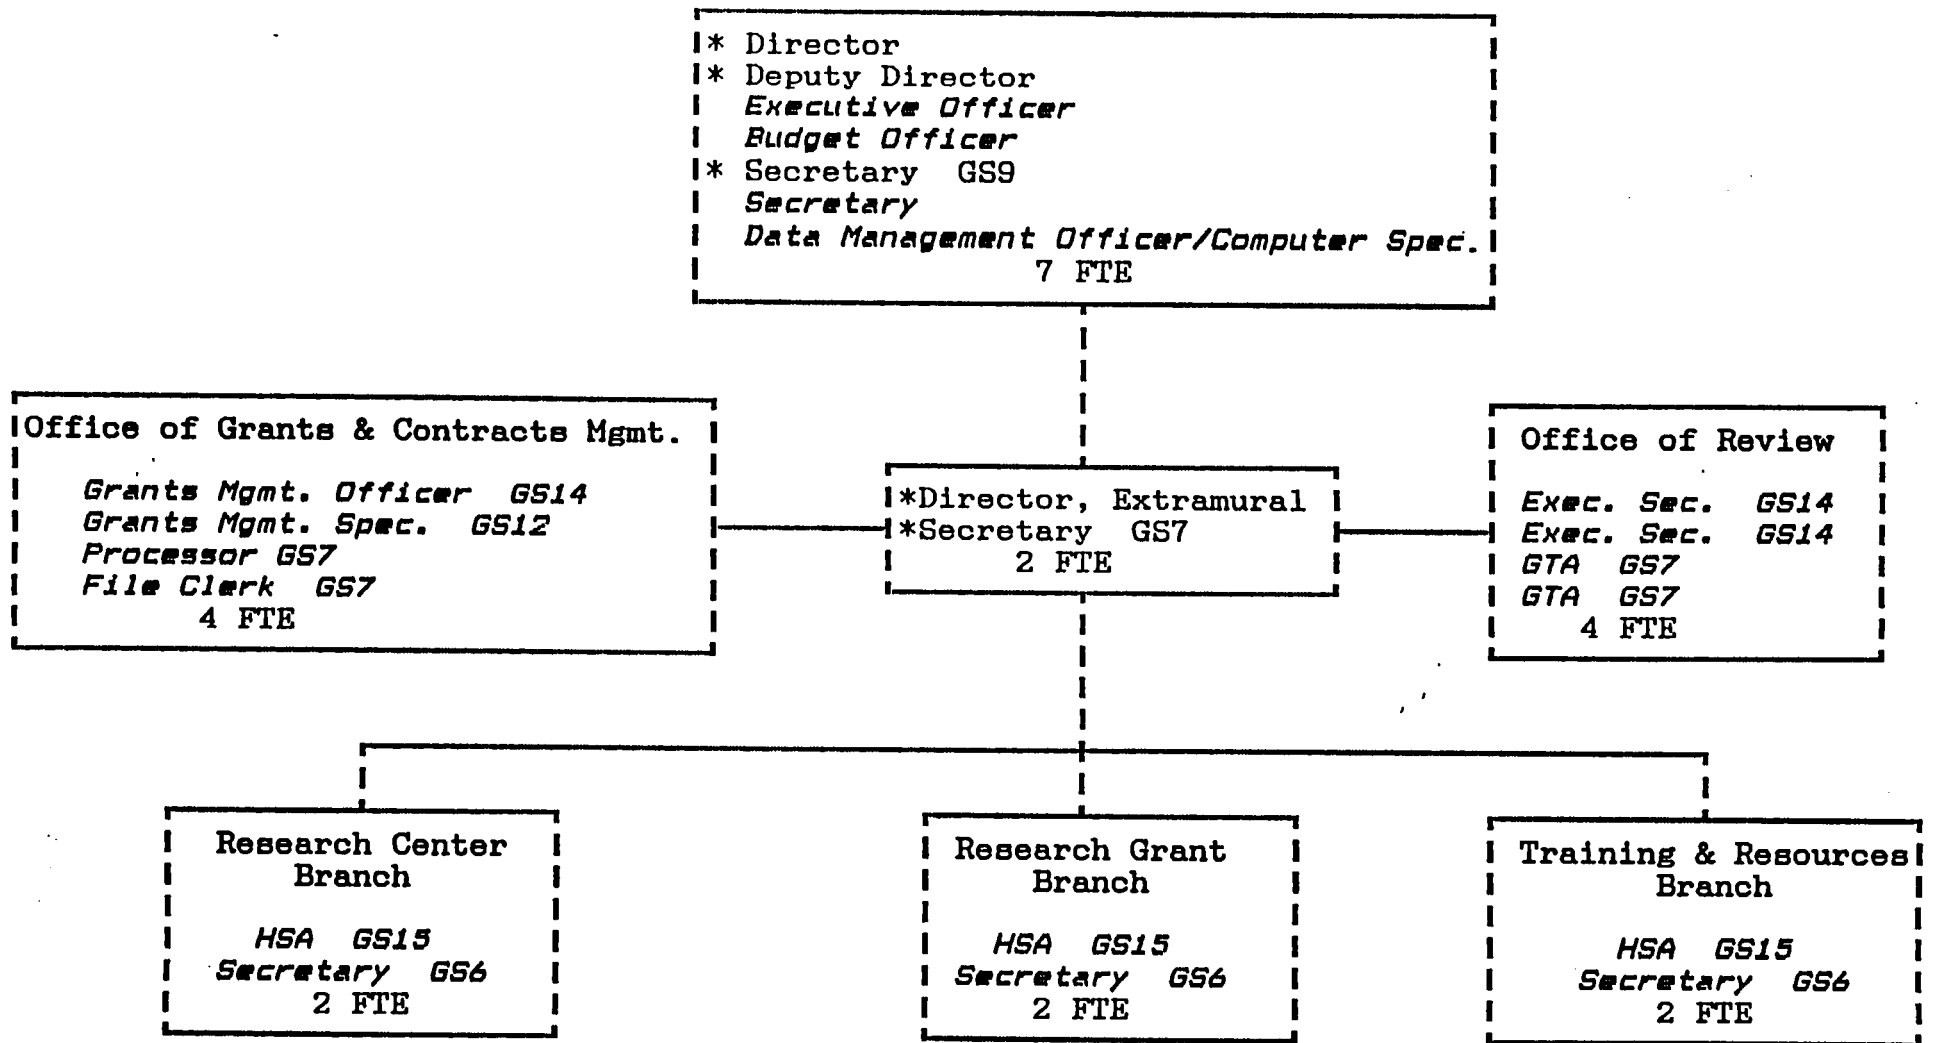 * Director
* Deputy Director
Executive Officer
Budget Officer
* Secretary GS9
Secretary
Data Management Officer/Computer Spec.
7 FTE
Office of Grants & Contracts Mgmt.
Grants Mgmt. Officer GS14
Grants Mgmt. Spec. GS12
Processor GS7
File Clerk GS7
4 FTE
*Director, Extramural
*Secretary GS7
2 FTE
Office of Review
Exec. Sec. GS14
Exec. Sec. GS14
GTA GS7
GTA GS7
4 FTE
Research Center
Branch
HSA GS15
Secretary GS6
2 FTE
Research Grant
Branch
HSA GS15
Secretary GS6
2 FTE
Training & Resources
Branch
HSA GS15
Secretary GS6
2 FTE